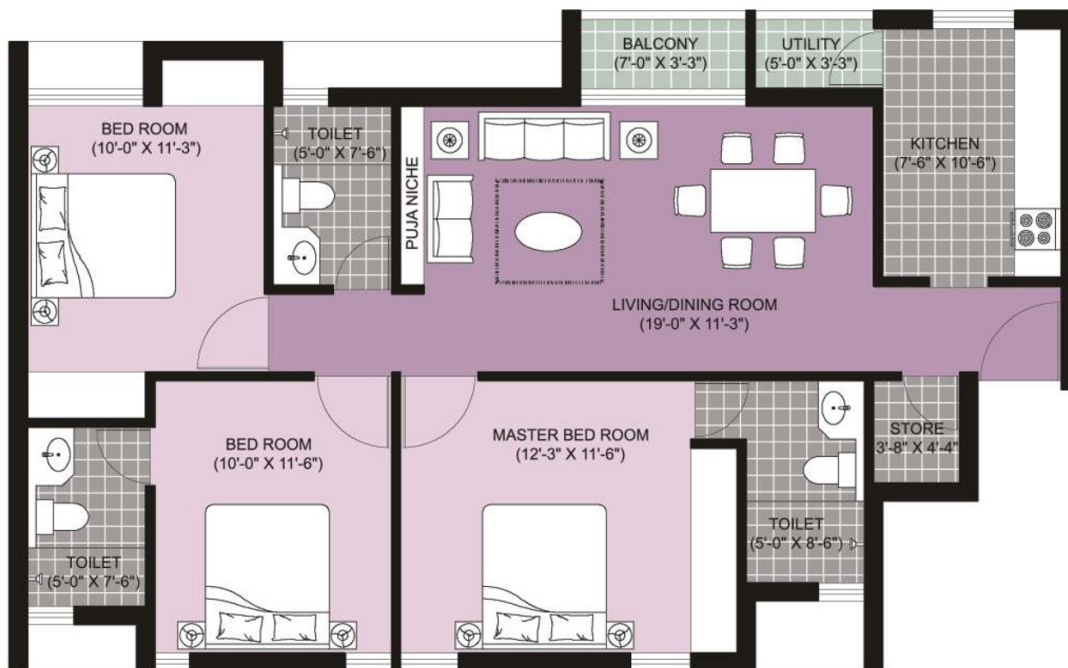 BALCONY
(7'-0" X 3'-3")
UTILITY
(5'-0" X 3'-3")
BED ROOM
(10'-0" X 11'-3")
TOILET
(5'-0" X 7'-6")
PUJA NICHE
KITCHEN
(7'-6" X 10'-6")
LIVING/DINING ROOM
(19'-0" X 11'-3")
BED ROOM
(10'-0" X 11'-6")
MASTER BED ROOM
(12'-3" X 11'-6")
STORE
3'-8" X 4'-4"
TOILET
(5'-0" X 8'-6")
TOILET
(5'-0" X 7'-6")